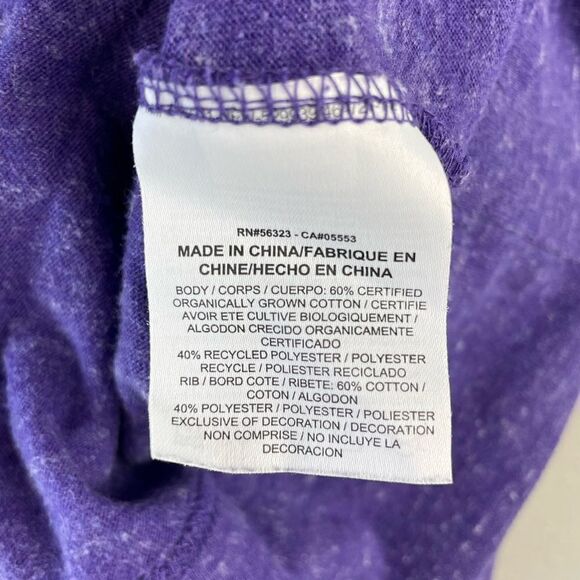 RN#56323 - CA#05553
MADE IN CHINA/FABRIQUE EN
CHINE/HECHO EN CHINA
BODY / CORPS / CUERPO: 60% CERTIFIED
ORGANICALLY GROWN COTTON / CERTIFIE
AVOIR ETE CULTIVE BIOLOGIQUEMENT /
ALGODON CRECIDO ORGANICAMENTE
CERTIFICADO
40% RECYCLED POLYESTER / POLYESTER
RECYCLE / POLIESTER RECICLADO
RIB / BORD COTE / RIBETE: 60% COTTON /
COTON / ALGODON
40% POLYESTER / POLYESTER / POLIESTER
EXCLUSIVE OF DECORATION / DECORATION
NON COMPRISE / NO INCLUYE LA
DECORACION